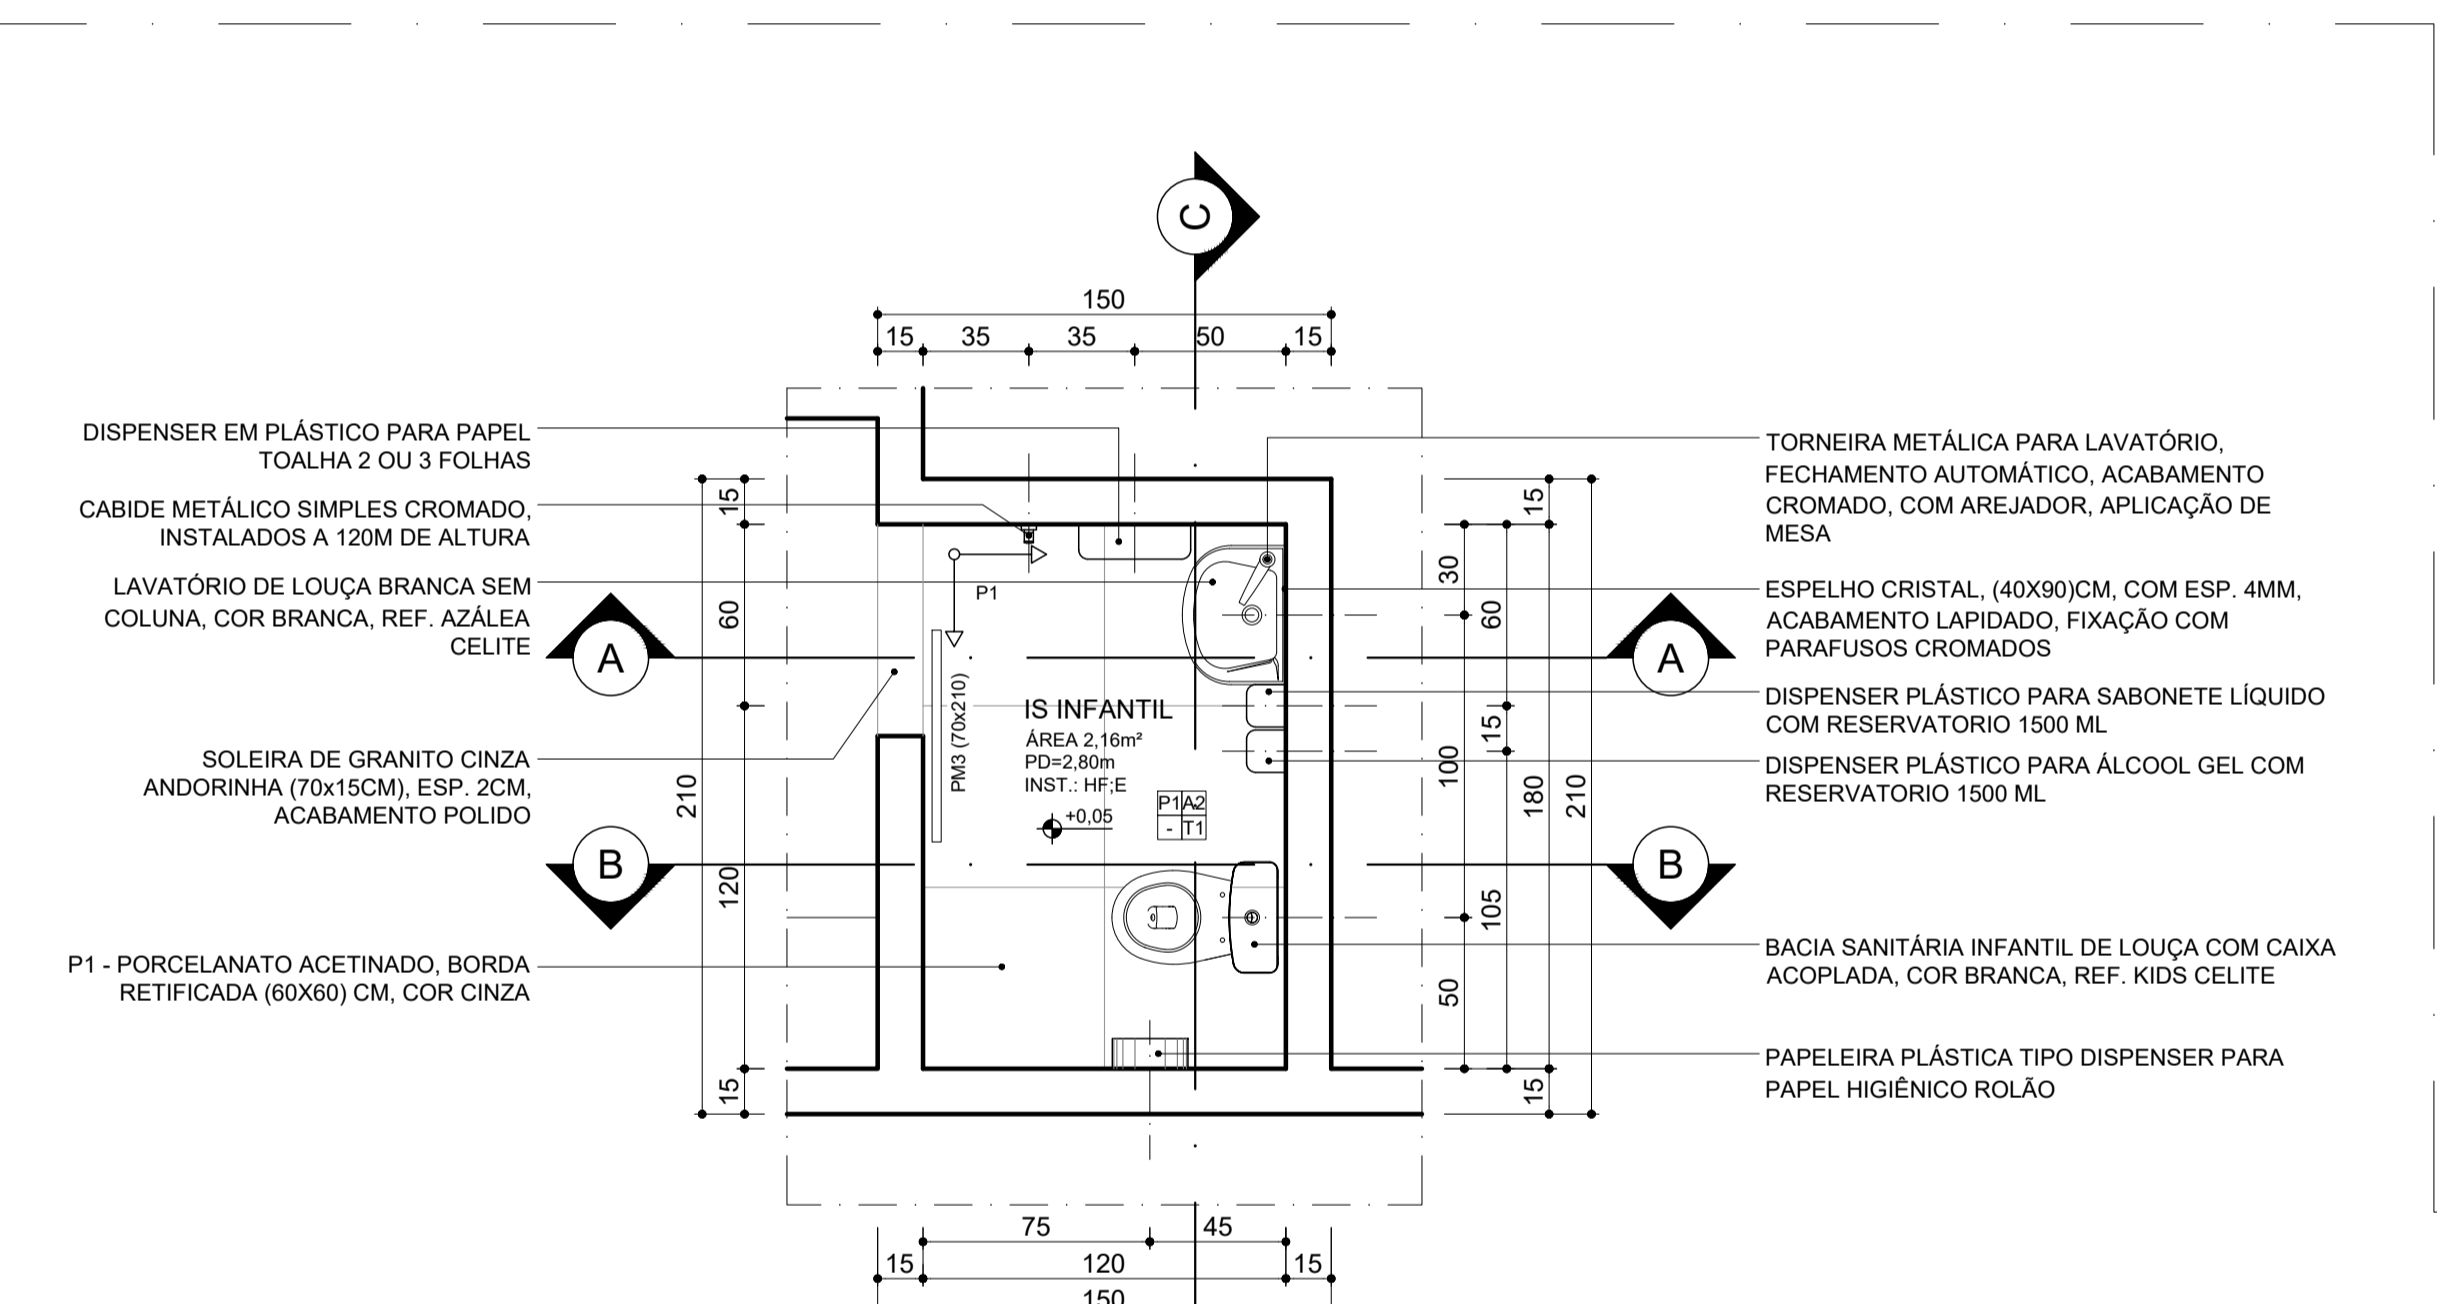 C
150
15 35 35 50 15
DISPENSER EM PLÁSTICO PARA PAPEL
TOALHA 2 OU 3 FOLHAS
CABIDE METÁLICO SIMPLES CROMADO,
INSTALADOS A 120M DE ALTURA
LAVATÓRIO DE LOUÇA BRANCA SEM
COLUNA, COR BRANCA, REF. AZÁLEA
CELITE
A
SOLEIRA DE GRANITO CINZA
ANDORINHA (70x15CM), ESP. 2CM,
ACABAMENTO POLIDO
B
P1 - PORCELANATO ACETINADO, BORDA
RETIFICADA (60X60) CM, COR CINZA
210
15
60
120
15
P1
PM3 (70x210)
IS INFANTIL
ÁREA 2,16m²
PD=2,80m
INST.: HF;E
+0,05
P1 A2
- T1
30
100
50
60
15
105
15
180
15
210
TORNEIRA METÁLICA PARA LAVATÓRIO,
FECHAMENTO AUTOMÁTICO, ACABAMENTO
CROMADO, COM AREJADOR, APLICAÇÃO DE
MESA
ESPELHO CRISTAL, (40X90)CM, COM ESP. 4MM,
ACABAMENTO LAPIDADO, FIXAÇÃO COM
PARAFUSOS CROMADOS
A
DISPENSER PLÁSTICO PARA SABONETE LÍQUIDO
COM RESERVATORIO 1500 ML
DISPENSER PLÁSTICO PARA ÁLCOOL GEL COM
RESERVATORIO 1500 ML
B
BACIA SANITÁRIA INFANTIL DE LOUÇA COM CAIXA
ACOPLADA, COR BRANCA, REF. KIDS CELITE
PAPELEIRA PLÁSTICA TIPO DISPENSER PARA
PAPEL HIGIÊNICO ROLÃO
75 45
15 120 15
150